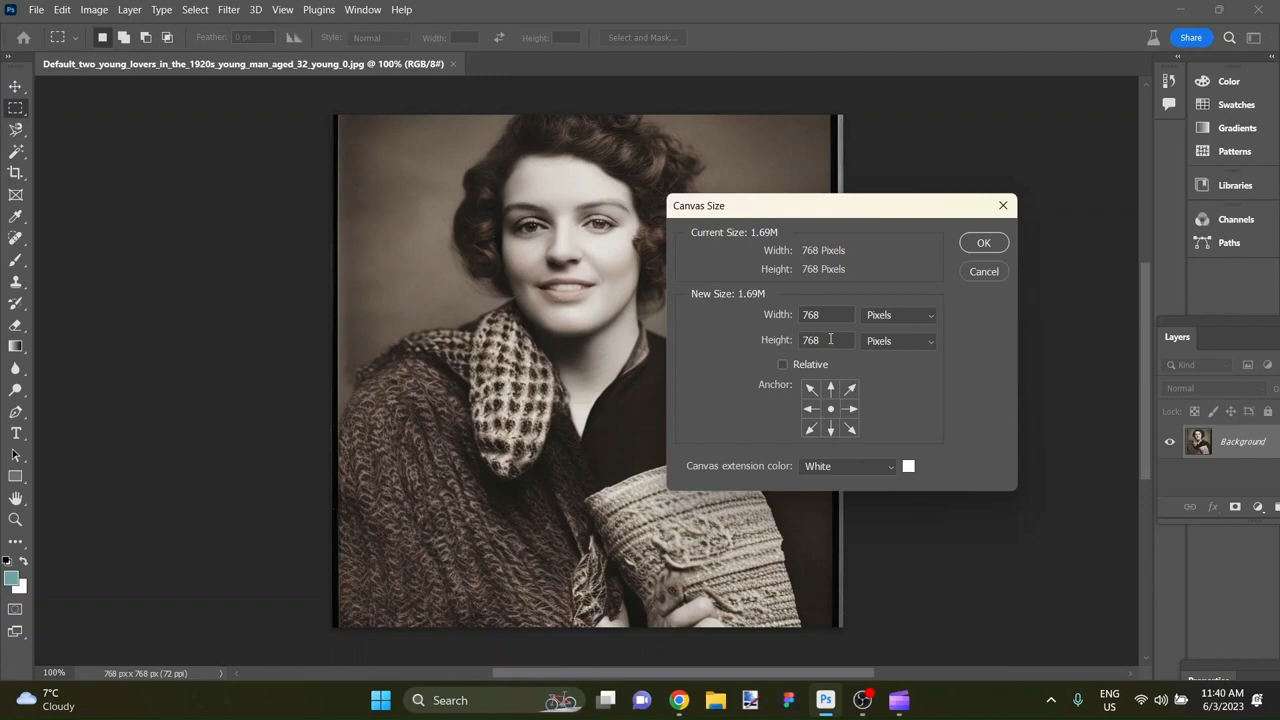 Ps File Edit Image Layer Type Select Filter 3D View Plugins Window Help
Feather: 0 px Style: Normal Width: Height: Select and Mask... Share
Default_two_young_lovers_in_the_1920s_young_man_aged_32_young_0.jpg @ 100% (RGB/8#)
Color
Swatches
Gradients
Patterns
Libraries
Channels
Paths
Canvas Size
Current Size: 1.69M
Width: 768 Pixels
Height: 768 Pixels
OK
Cancel
New Size: 1.69M
Width: 768 Pixels
Height: 768 Pixels
Relative
Anchor:
Canvas extension color: White
Layers
Kind
Normal
Lock:
Background
fx
100% 768 px x 768 px (72 ppi)
7°C
Cloudy
Search
Ps
ENG
US
11:40 AM
6/3/2023